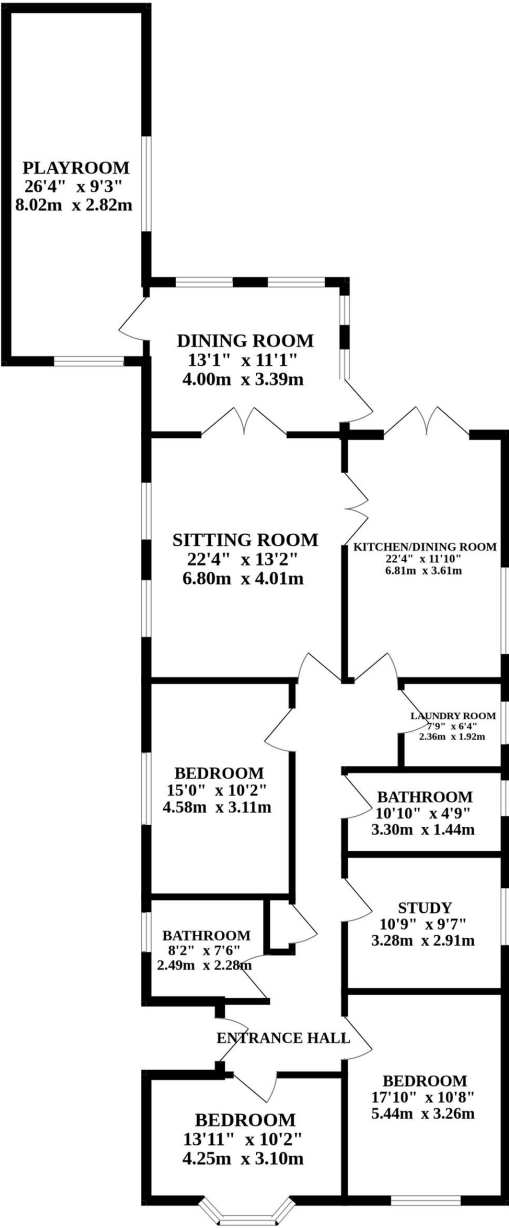 PLAYROOM
26'4" x 9'3"
8.02m x 2.82m
DINING ROOM
13'1" x 11'1"
4.00m x 3.39m
SITTING ROOM
22'4" x 13'2"
6.80m x 4.01m
KITCHEN/DINING ROOM
22'4" x 11'10"
6.81m x 3.61m
LAUNDRY ROOM
7'9" x 6'4"
2.36m x 1.92m
BEDROOM
15'0" x 10'2"
4.58m x 3.11m
BATHROOM
10'10" x 4'9"
3.30m x 1.44m
STUDY
10'9" x 9'7"
3.28m x 2.91m
BATHROOM
8'2" x 7'6"
2.49m x 2.28m
ENTRANCE HALL
BEDROOM
17'10" x 10'8"
5.44m x 3.26m
BEDROOM
13'11" x 10'2"
4.25m x 3.10m